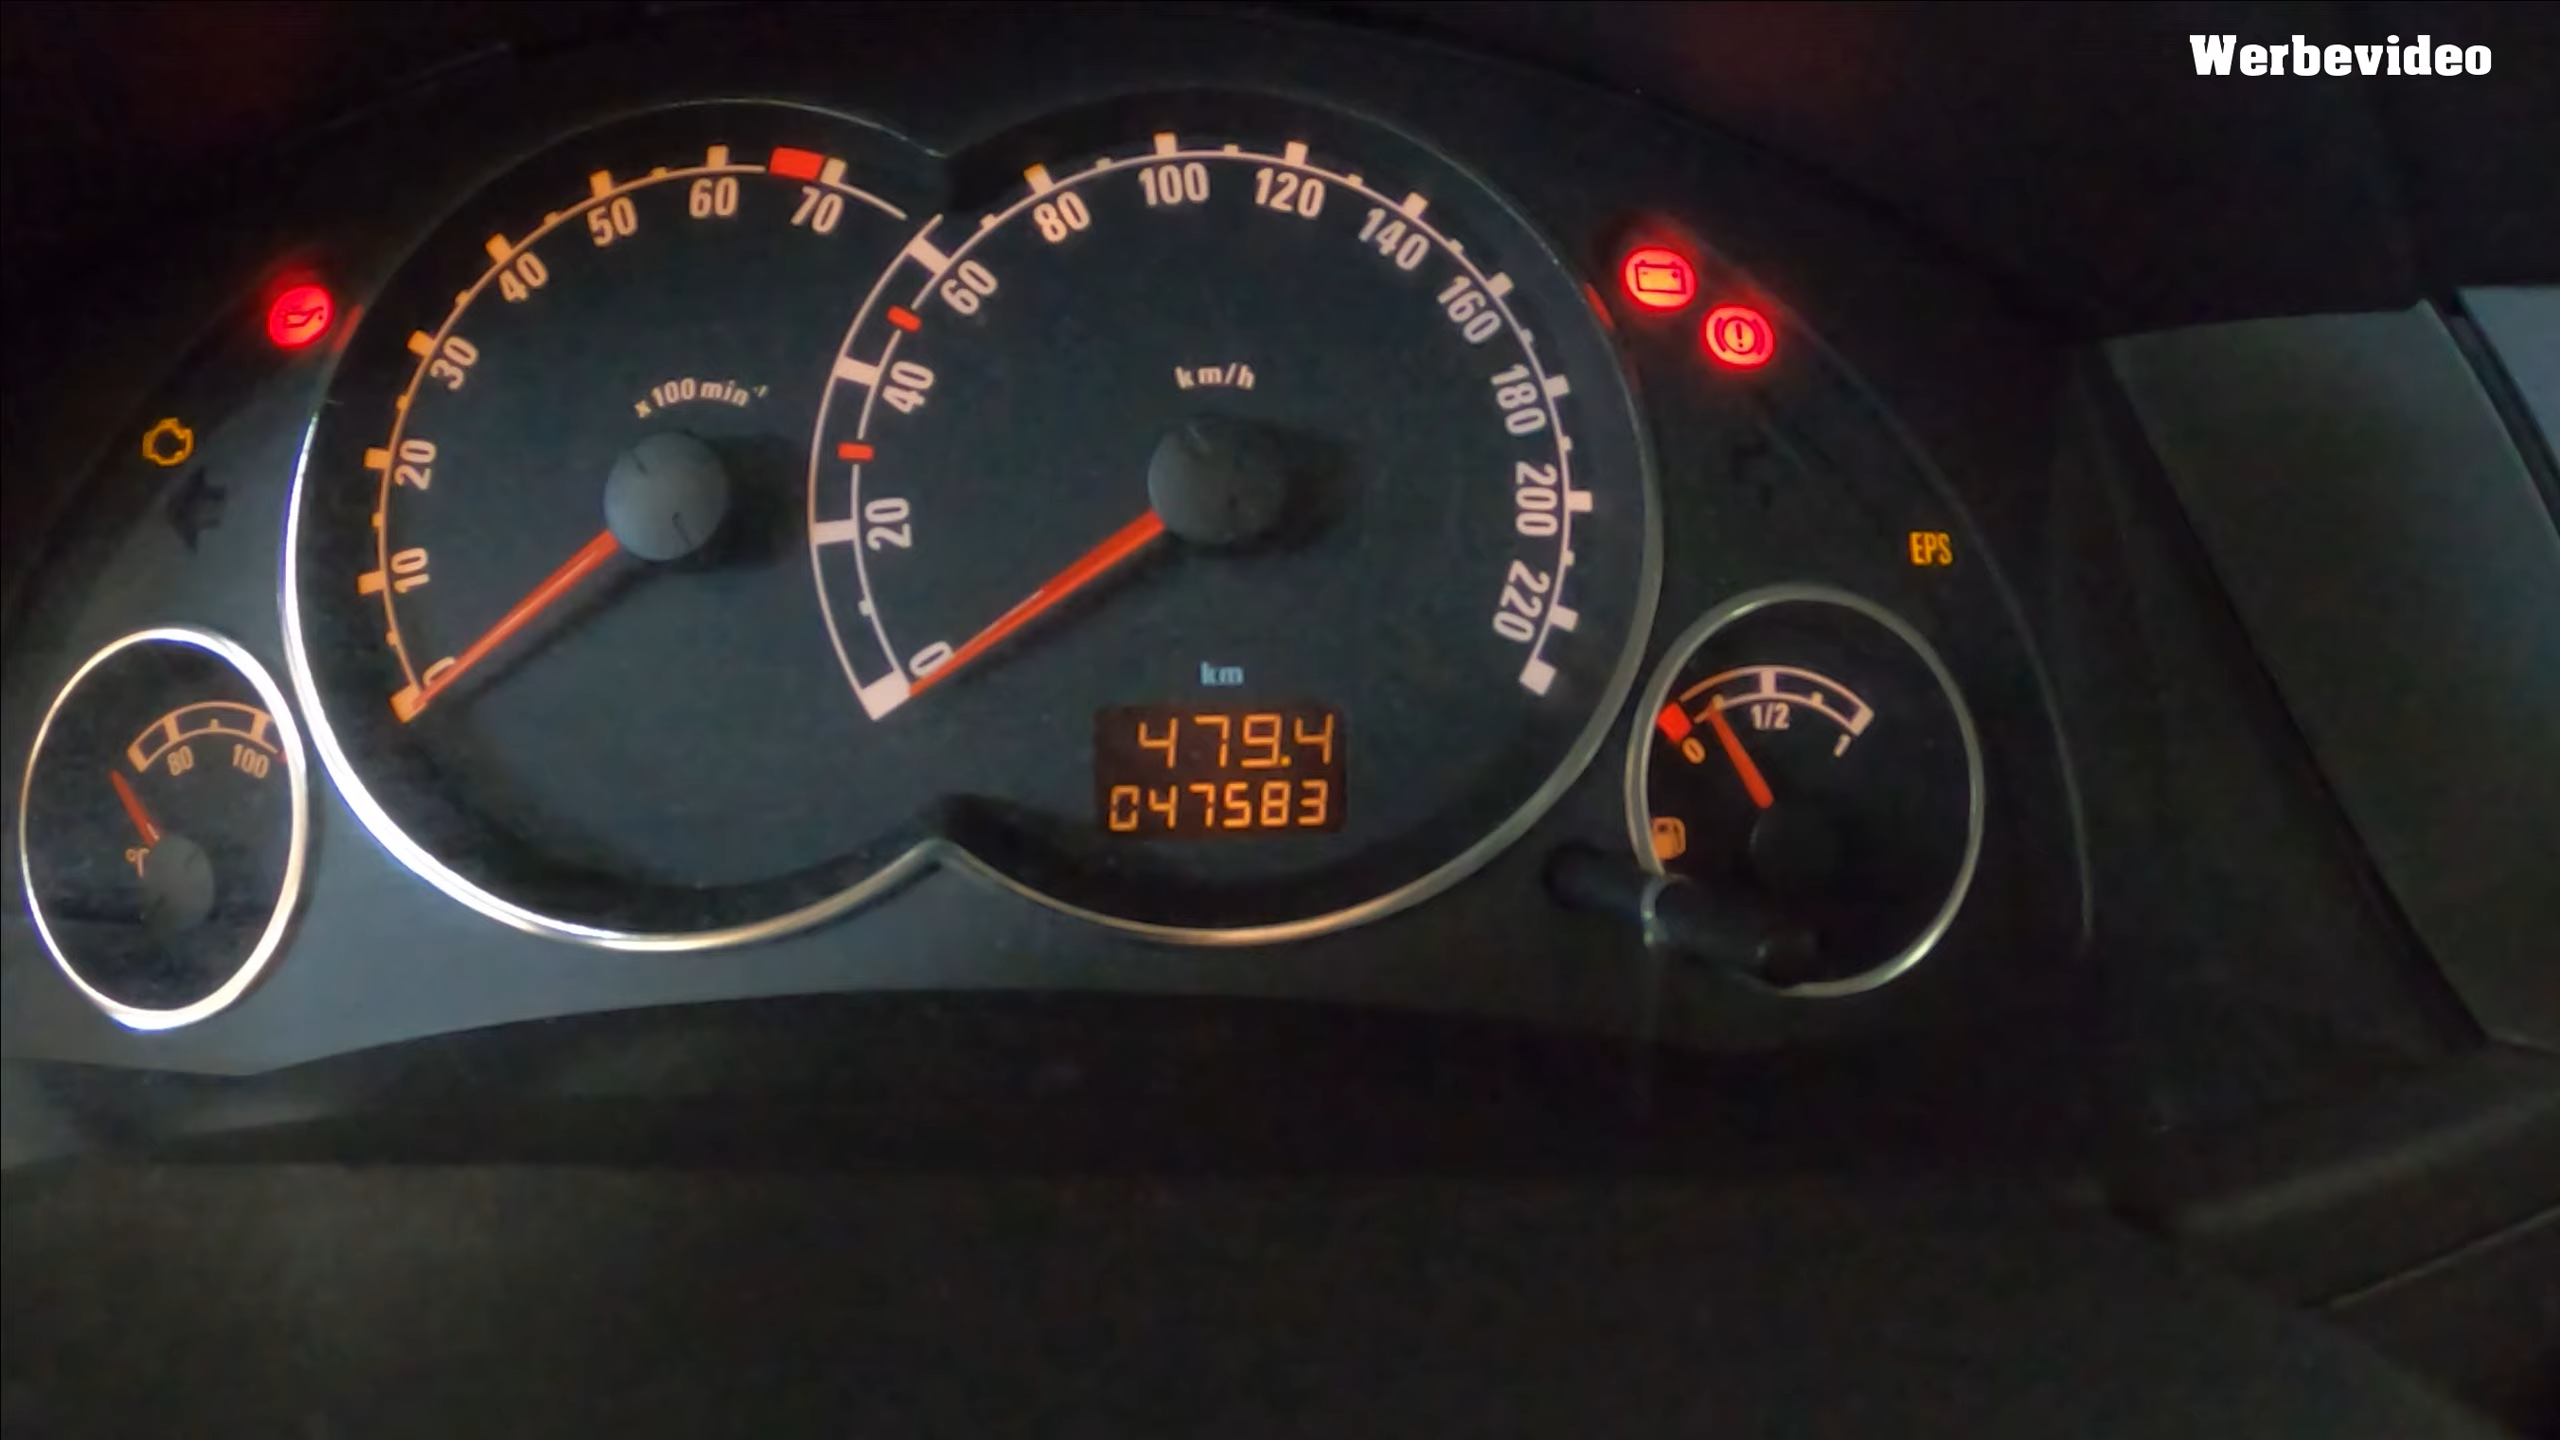 Werbevideo
0 10 20 30 40 50 60 70
x100 min⁻¹
0 20 40 60 80 100 120 140 160 180 200 220
km/h
EPS
km
479.4
047583
80 100
°C
0 1/2 1